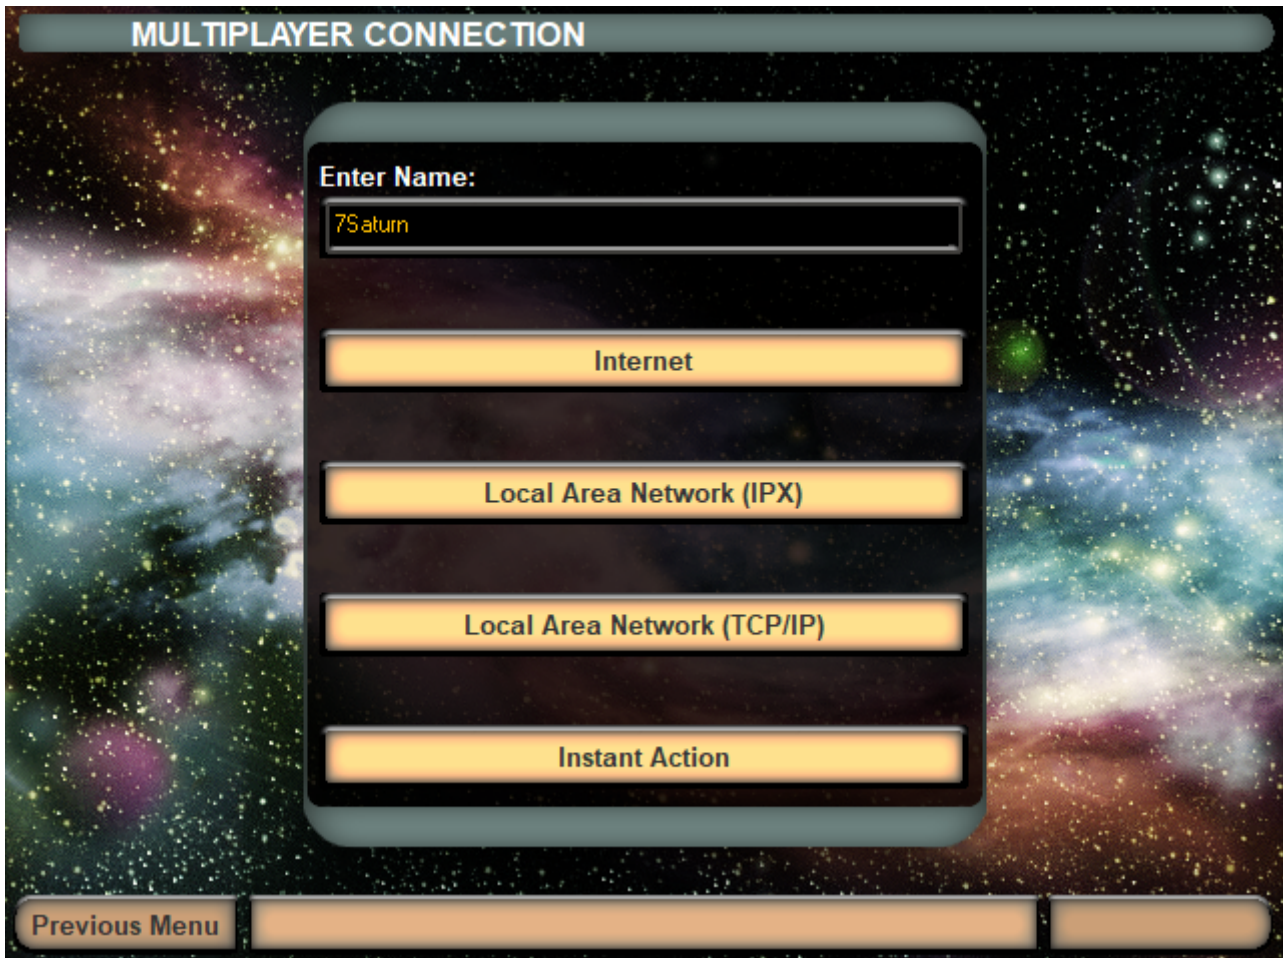 MULTIPLAYER CONNECTION
Enter Name:
7Saturn
Internet
Local Area Network (IPX)
Local Area Network (TCP/IP)
Instant Action
Previous Menu